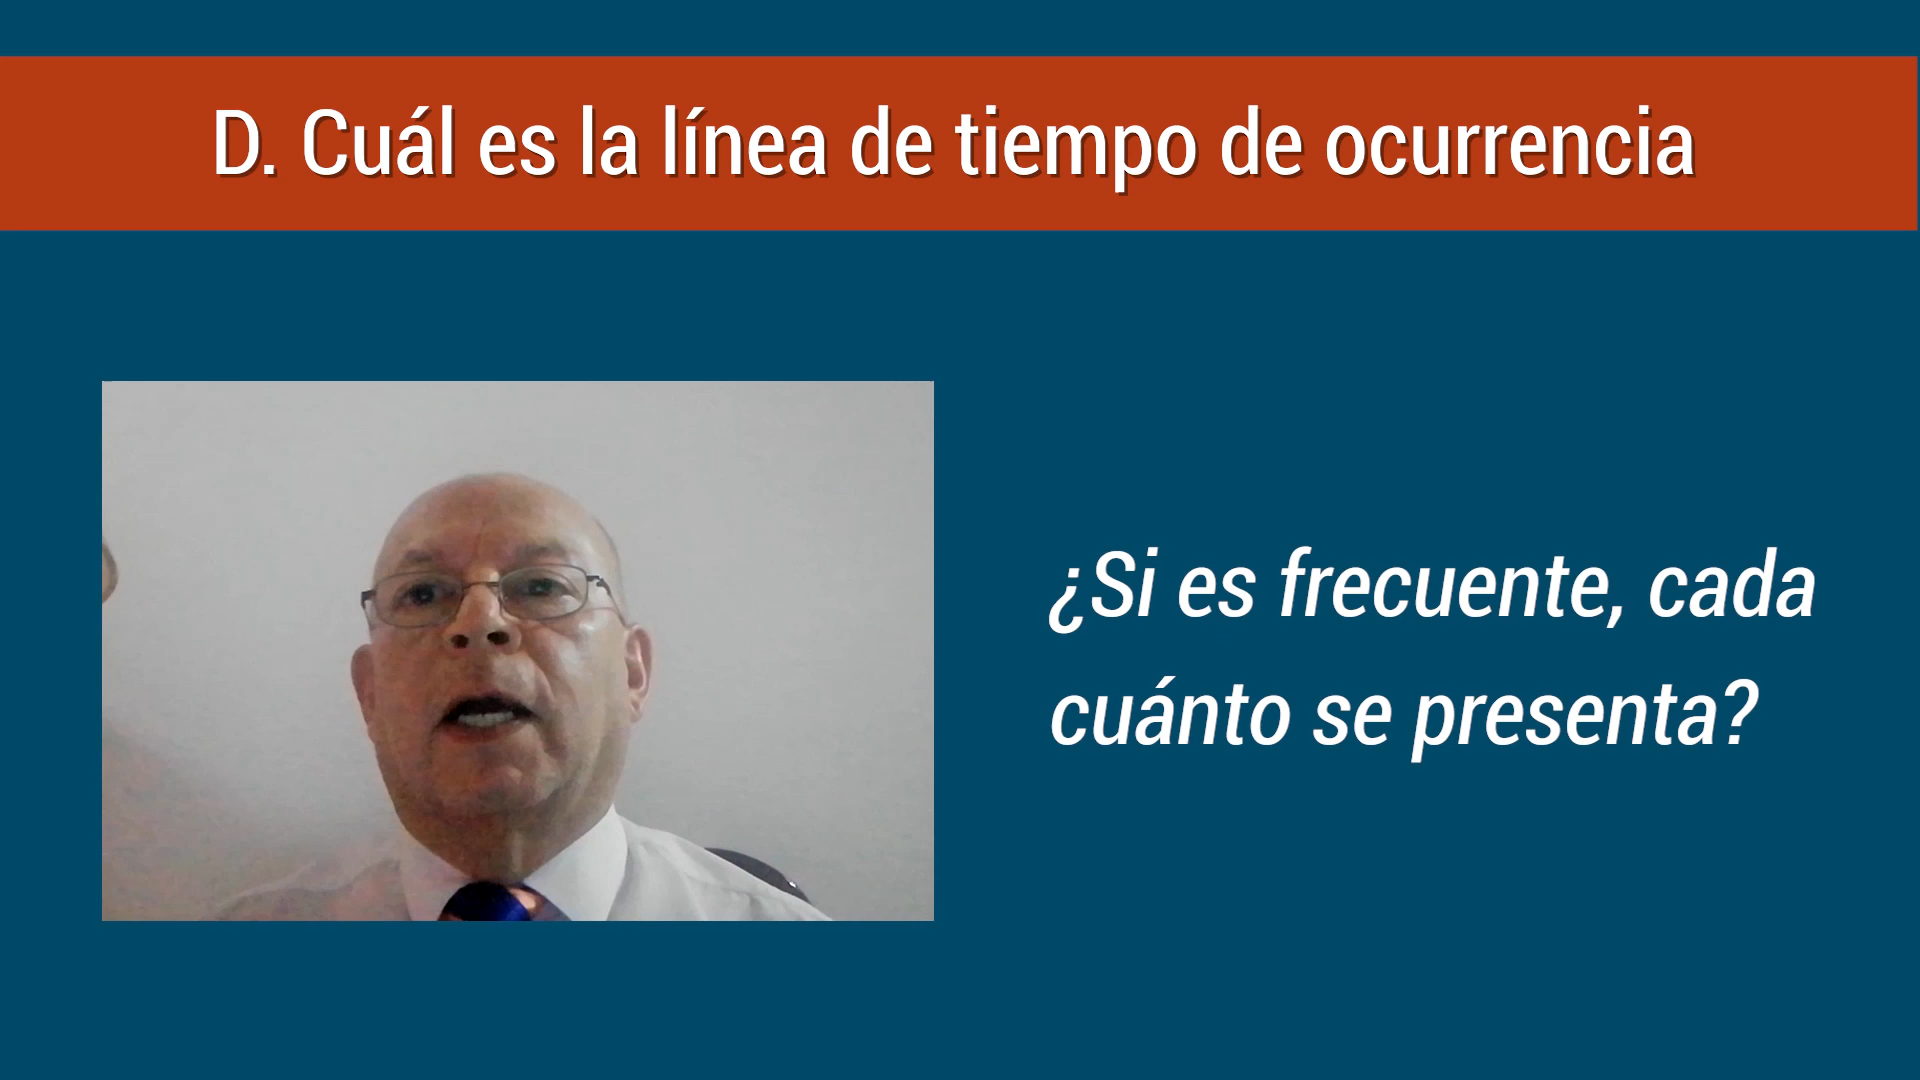 D. Cuál es la línea de tiempo de ocurrencia
¿Si es frecuente, cada
cuánto se presenta?